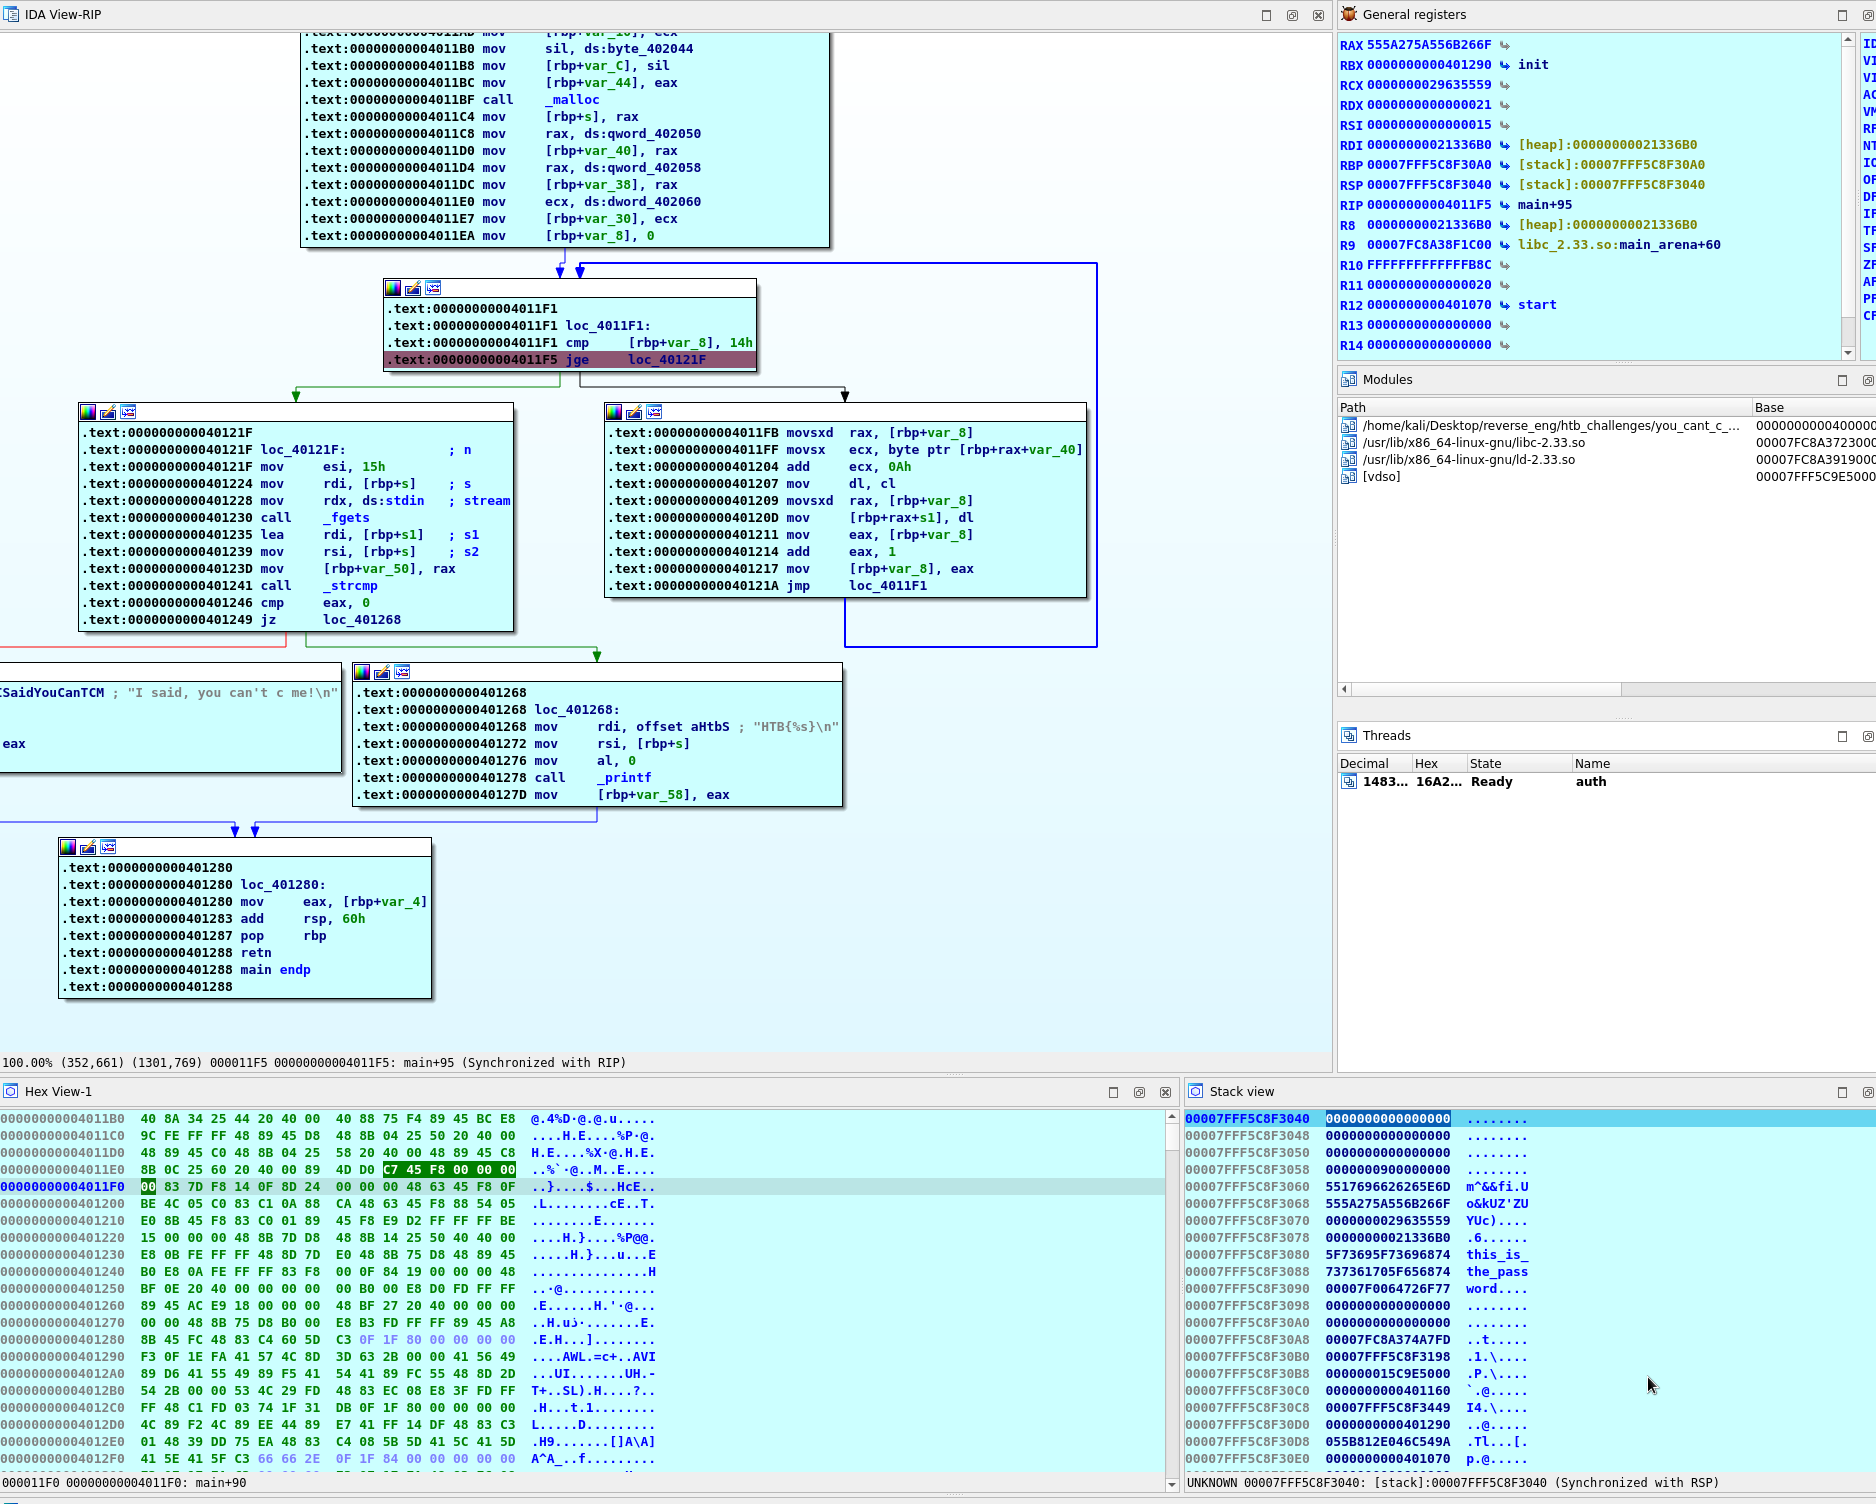 IDA View-RIP
.text:00000000004011B0 mov sil, ds:byte_402044
.text:00000000004011B8 mov [rbp+var_C], sil
.text:00000000004011BC mov [rbp+var_44], eax
.text:00000000004011BF call _malloc
.text:00000000004011C4 mov [rbp+s], rax
.text:00000000004011C8 mov rax, ds:qword_402050
.text:00000000004011D0 mov [rbp+var_40], rax
.text:00000000004011D4 mov rax, ds:qword_402058
.text:00000000004011DC mov [rbp+var_38], rax
.text:00000000004011E0 mov ecx, ds:dword_402060
.text:00000000004011E7 mov [rbp+var_30], ecx
.text:00000000004011EA mov [rbp+var_8], 0
.text:00000000004011F1
.text:00000000004011F1 loc_4011F1:
.text:00000000004011F1 cmp [rbp+var_8], 14h
.text:00000000004011F5 jge loc_40121F
.text:000000000040121F
.text:000000000040121F loc_40121F: ; n
.text:000000000040121F mov esi, 15h
.text:0000000000401224 mov rdi, [rbp+s] ; s
.text:0000000000401228 mov rdx, ds:stdin ; stream
.text:0000000000401230 call _fgets
.text:0000000000401235 lea rdi, [rbp+s1] ; s1
.text:0000000000401239 mov rsi, [rbp+s] ; s2
.text:000000000040123D mov [rbp+var_50], rax
.text:0000000000401241 call _strcmp
.text:0000000000401246 cmp eax, 0
.text:0000000000401249 jz loc_401268
.text:00000000004011FB movsxd rax, [rbp+var_8]
.text:00000000004011FF movsx ecx, byte ptr [rbp+rax+var_40]
.text:0000000000401204 add ecx, 0Ah
.text:0000000000401207 mov dl, cl
.text:0000000000401209 movsxd rax, [rbp+var_8]
.text:000000000040120D mov [rbp+rax+s1], dl
.text:0000000000401211 mov eax, [rbp+var_8]
.text:0000000000401214 add eax, 1
.text:0000000000401217 mov [rbp+var_8], eax
.text:000000000040121A jmp loc_4011F1
CSaidYouCanTCM ; "I said, you can't c me!\n"
eax
.text:0000000000401268
.text:0000000000401268 loc_401268:
.text:0000000000401268 mov rdi, offset aHtbS ; "HTB{%s}\n"
.text:0000000000401272 mov rsi, [rbp+s]
.text:0000000000401276 mov al, 0
.text:0000000000401278 call _printf
.text:000000000040127D mov [rbp+var_58], eax
.text:0000000000401280
.text:0000000000401280 loc_401280:
.text:0000000000401280 mov eax, [rbp+var_4]
.text:0000000000401283 add rsp, 60h
.text:0000000000401287 pop rbp
.text:0000000000401288 retn
.text:0000000000401288 main endp
.text:0000000000401288
100.00% (352,661) (1301,769) 000011F5 00000000004011F5: main+95 (Synchronized with RIP)
General registers
RAX 555A275A556B266F
RBX 0000000000401290 init
RCX 0000000029635559
RDX 0000000000000021
RSI 0000000000000015
RDI 00000000021336B0 [heap]:00000000021336B0
RBP 00007FFF5C8F30A0 [stack]:00007FFF5C8F30A0
RSP 00007FFF5C8F3040 [stack]:00007FFF5C8F3040
RIP 00000000004011F5 main+95
R8 00000000021336B0 [heap]:00000000021336B0
R9 00007FC8A38F1C00 libc_2.33.so:main_arena+60
R10 FFFFFFFFFFFFFB8C
R11 0000000000000020
R12 0000000000401070 start
R13 0000000000000000
R14 0000000000000000
Modules
Path Base
/home/kali/Desktop/reverse_eng/htb_challenges/you_cant_c_... 000000000040000
/usr/lib/x86_64-linux-gnu/libc-2.33.so 00007FC8A3723000
/usr/lib/x86_64-linux-gnu/ld-2.33.so 00007FC8A3919000
[vdso] 00007FFF5C9E5000
Threads
Decimal Hex State Name
1483... 16A2... Ready auth
Hex View-1
00000000004011B0 40 8A 34 25 44 20 40 00 40 88 75 F4 89 45 BC E8 @.4%D·@.@.u.....
00000000004011C0 9C FE FF FF 48 89 45 D8 48 8B 04 25 50 20 40 00 ....H.E....%P·@.
00000000004011D0 48 89 45 C0 48 8B 04 25 58 20 40 00 48 89 45 C8 H.E....%X·@.H.E.
00000000004011E0 8B 0C 25 60 20 40 00 89 4D D0 C7 45 F8 00 00 00 ..%`·@..M..E....
00000000004011F0 00 83 7D F8 14 0F 8D 24 00 00 00 48 63 45 F8 0F ..}....$...HcE..
0000000000401200 BE 4C 05 C0 83 C1 0A 88 CA 48 63 45 F8 88 54 05 .L.......cE..T.
0000000000401210 E0 8B 45 F8 83 C0 01 89 45 F8 E9 D2 FF FF FF BE ........E.......
0000000000401220 15 00 00 00 48 8B 7D D8 48 8B 14 25 50 40 40 00 ....H.}....%P@@.
0000000000401230 E8 0B FE FF FF 48 8D 7D E0 48 8B 75 D8 48 89 45 .....H.}...u...E
0000000000401240 B0 E8 0A FE FF FF 83 F8 00 0F 84 19 00 00 00 48 ...............H
0000000000401250 BF 0E 20 40 00 00 00 00 00 B0 00 E8 D0 FD FF FF ..·@............
0000000000401260 89 45 AC E9 18 00 00 00 48 BF 27 20 40 00 00 00 .E......H.'·@...
0000000000401270 00 00 48 8B 75 D8 B0 00 E8 B3 FD FF FF 89 45 A8
0000000000401280 8B 45 FC 48 83 C4 60 5D C3 0F 1F 80 00 00 00 00 .E.H...]........
0000000000401290 F3 0F 1E FA 41 57 4C 8D 3D 63 2B 00 00 41 56 49 ....AWL.=c+..AVI
00000000004012A0 89 D6 41 55 49 89 F5 41 54 41 89 FC 55 48 8D 2D ...UI.......UH.-
00000000004012B0 54 2B 00 00 53 4C 29 FD 48 83 EC 08 E8 3F FD FF T+..SL).H....?..
00000000004012C0 FF 48 C1 FD 03 74 1F 31 DB 0F 1F 80 00 00 00 00 .H...t.1........
00000000004012D0 4C 89 F2 4C 89 EE 44 89 E7 41 FF 14 DF 48 83 C3 L.....D.........
00000000004012E0 01 48 39 DD 75 EA 48 83 C4 08 5B 5D 41 5C 41 5D .H9.......[]A\A]
00000000004012F0 41 5E 41 5F C3 66 66 2E 0F 1F 84 00 00 00 00 00 A^A_..f.........
000011F0 00000000004011F0: main+90
Stack view
00007FFF5C8F3040 0000000000000000 ........
00007FFF5C8F3048 0000000000000000 ........
00007FFF5C8F3050 0000000000000000 ........
00007FFF5C8F3058 0000000900000000 ........
00007FFF5C8F3060 5517696626265E6D m^&&fi.U
00007FFF5C8F3068 555A275A556B266F o&kUZ'ZU
00007FFF5C8F3070 0000000029635559 YUc)....
00007FFF5C8F3078 00000000021336B0 .6......
00007FFF5C8F3080 5F73695F73696874 this_is_
00007FFF5C8F3088 737361705F656874 the_pass
00007FFF5C8F3090 00007F0064726F77 word....
00007FFF5C8F3098 0000000000000000 ........
00007FFF5C8F30A0 0000000000000000 ........
00007FFF5C8F30A8 00007FC8A374A7FD ..t.....
00007FFF5C8F30B0 00007FFF5C8F3198 .1.\....
00007FFF5C8F30B8 000000015C9E5000 .P.\....
00007FFF5C8F30C0 0000000000401160 `.@.....
00007FFF5C8F30C8 00007FFF5C8F3449 I4.\....
00007FFF5C8F30D0 0000000000401290 ..@.....
00007FFF5C8F30D8 055B812E046C549A .Tl...[.
00007FFF5C8F30E0 0000000000401070 p.@.....
UNKNOWN 00007FFF5C8F3040: [stack]:00007FFF5C8F3040 (Synchronized with RSP)